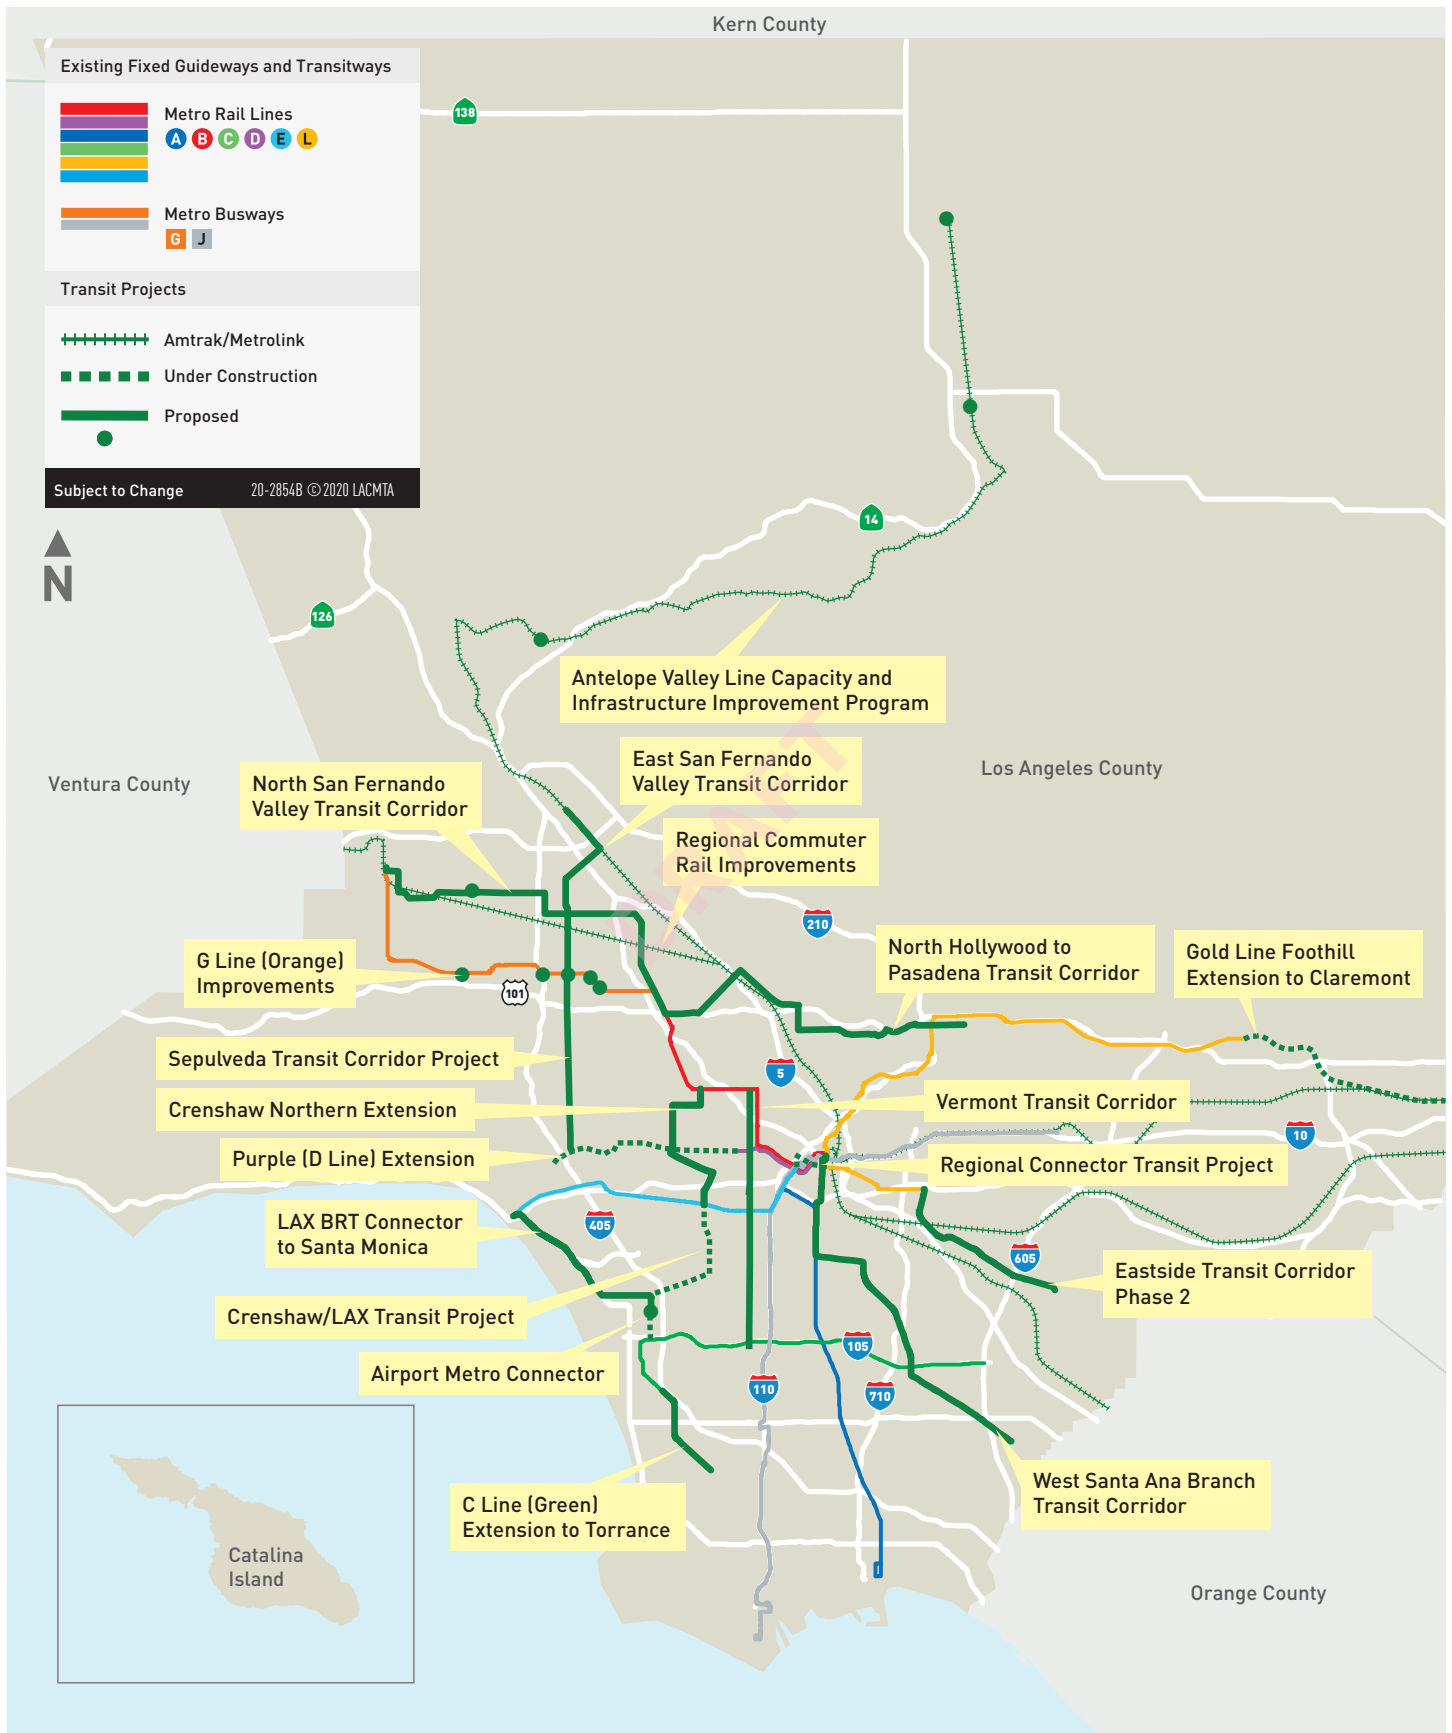 Kern County
Existing Fixed Guideways and Transitways
Metro Rail Lines
A B C D E L
Metro Busways
G J
Transit Projects
Amtrak/Metrolink
Under Construction
Proposed
Subject to Change 20-2854B ©2020 LACMTA
N
138
14
126
Antelope Valley Line Capacity and
Infrastructure Improvement Program
DRAFT
Ventura County
Los Angeles County
North San Fernando
Valley Transit Corridor
East San Fernando
Valley Transit Corridor
Regional Commuter
Rail Improvements
210
G Line (Orange)
Improvements
101
North Hollywood to
Pasadena Transit Corridor
Gold Line Foothill
Extension to Claremont
Sepulveda Transit Corridor Project
5
Crenshaw Northern Extension
Vermont Transit Corridor
10
Purple (D Line) Extension
Regional Connector Transit Project
LAX BRT Connector
to Santa Monica
405
605
Eastside Transit Corridor
Phase 2
Crenshaw/LAX Transit Project
105
Airport Metro Connector
110
710
C Line (Green)
Extension to Torrance
West Santa Ana Branch
Transit Corridor
Catalina
Island
Orange County